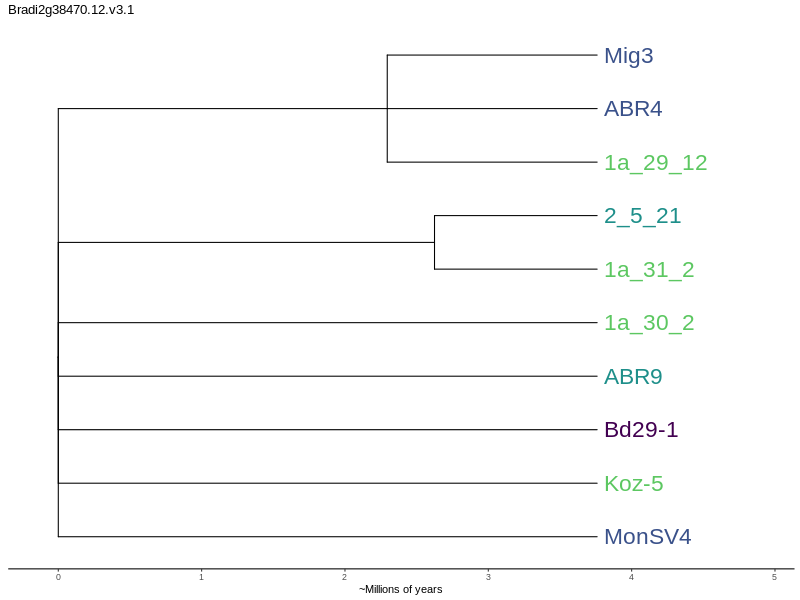 Bradi2g38470.12.v3.1
Mig3
ABR4
1a_29_12
2_5_21
1a_31_2
1a_30_2
ABR9
Bd29-1
Koz-5
MonSV4
0 1 2 3 4 5
~Millions of years